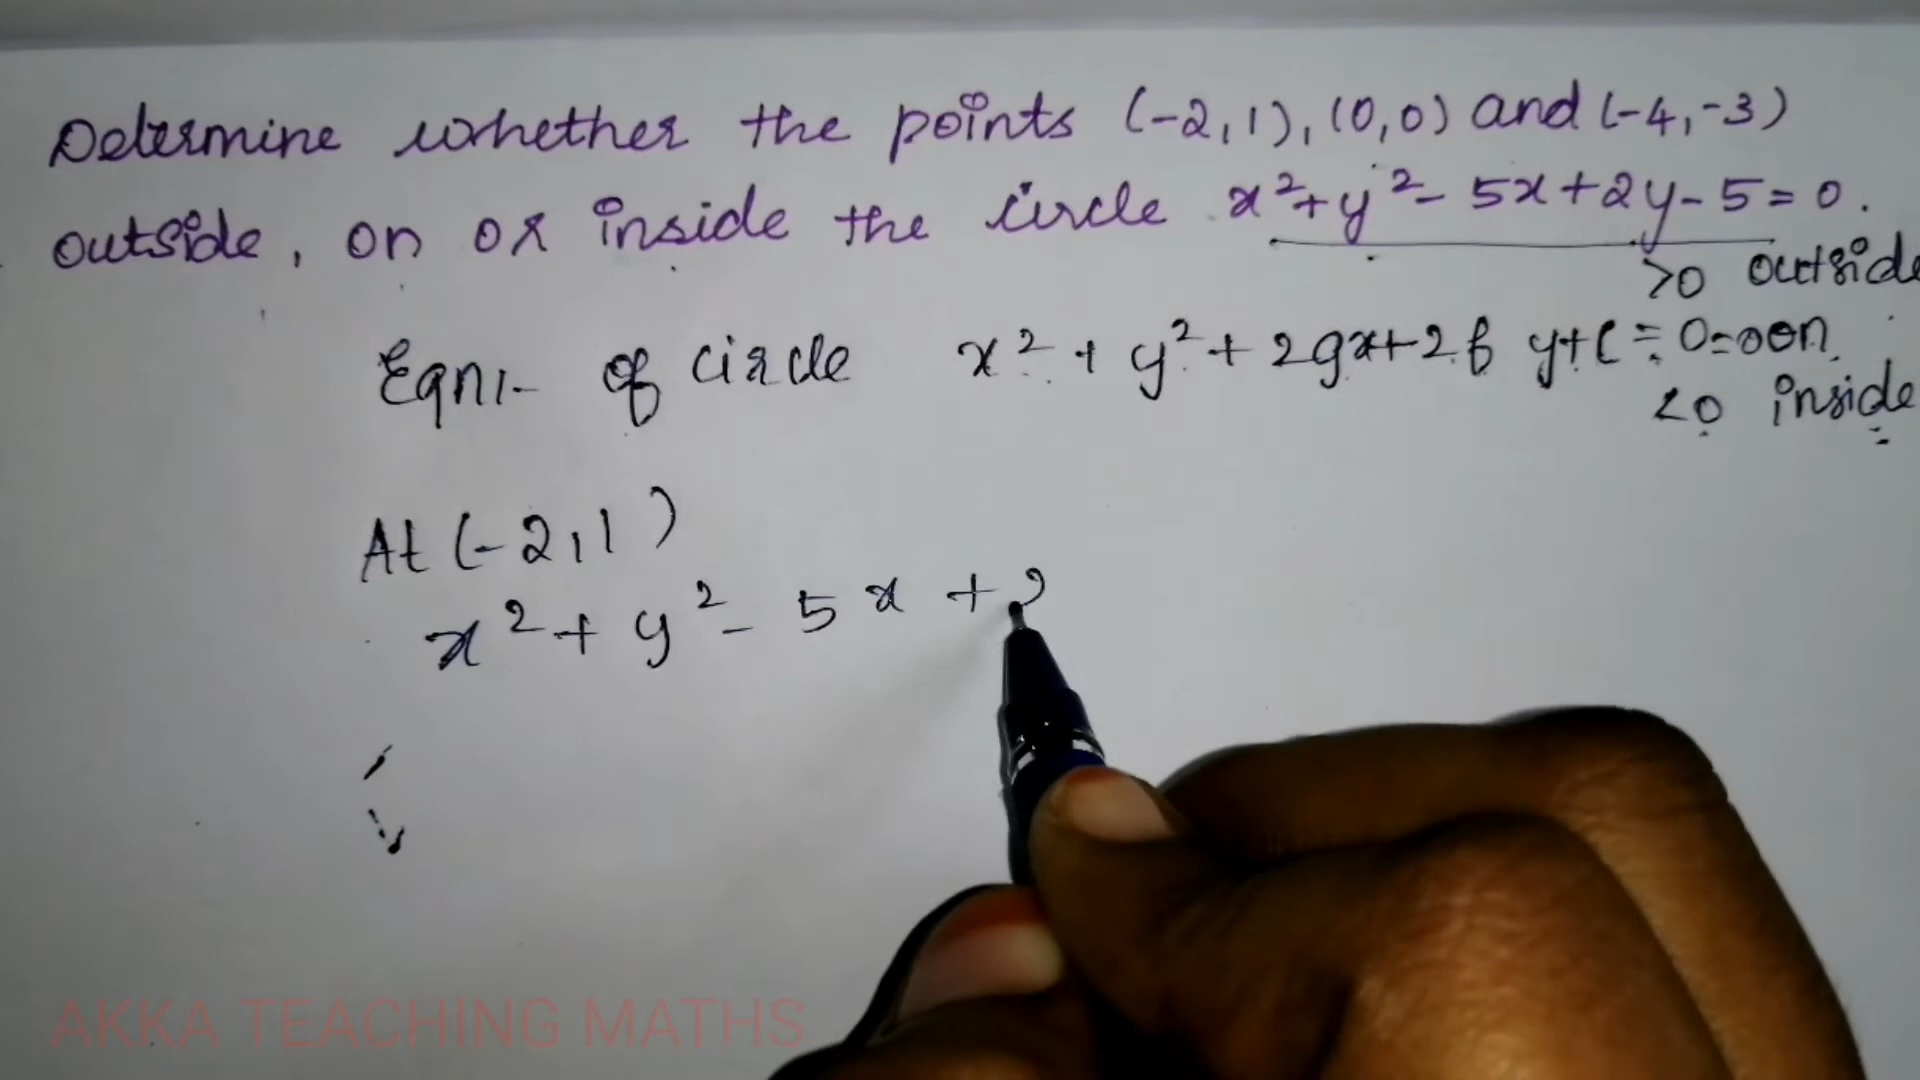 Determine whether the points (-2,1), (0,0) and (-4,-3)
outside, on or inside the circle x²+y²-5x+2y-5=0.
>0 outside
Eqn:- of circle x²+y²+2gx+2fy+c=0=0on
<0 inside
At (-2,1)
x²+y²-5x+2
AKKA TEACHING MATHS